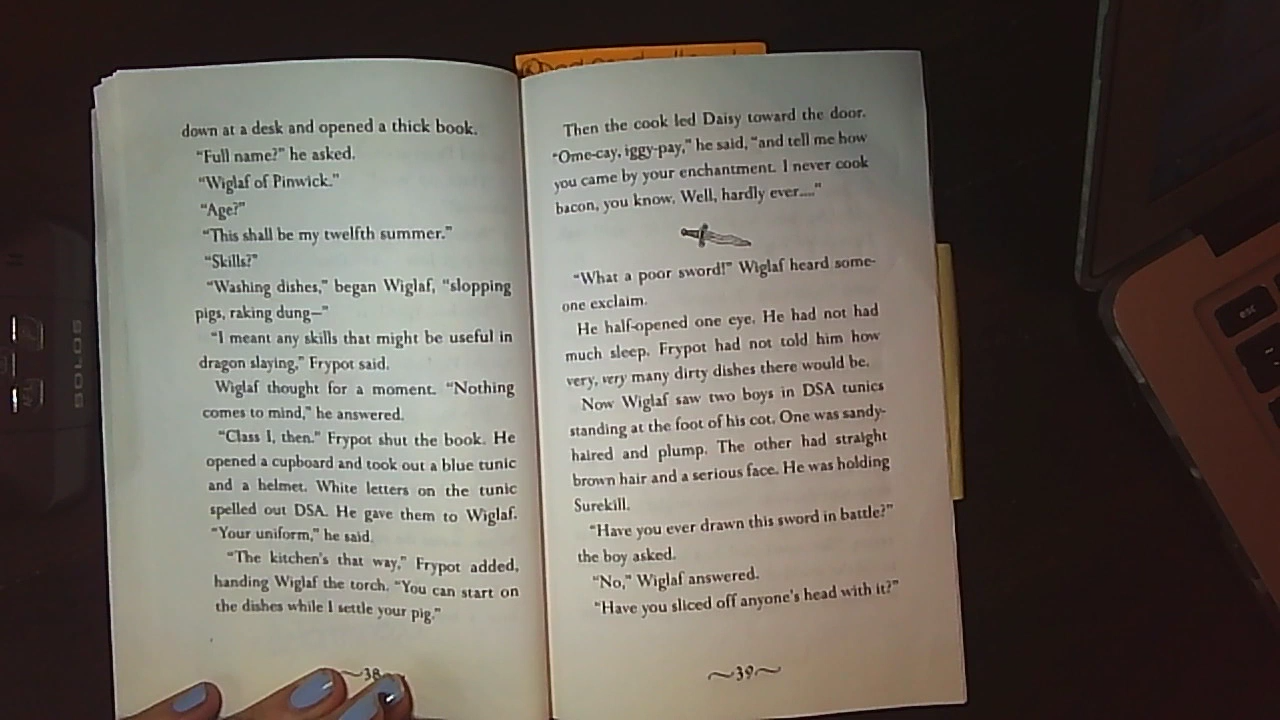 down at a desk and opened a thick book.
"Full name?" he asked.
"Wiglaf of Pinwick."
"Age?"
"This shall be my twelfth summer."
"Skills?"
"Washing dishes," began Wiglaf, "slopping
pigs, raking dung—"
"I meant any skills that might be useful in
dragon slaying," Frypot said.
Wiglaf thought for a moment. "Nothing
comes to mind," he answered.
"Class I, then." Frypot shut the book. He
opened a cupboard and took out a blue tunic
and a helmet. White letters on the tunic
spelled out DSA. He gave them to Wiglaf.
"Your uniform," he said.
"The kitchen's that way," Frypot added,
handing Wiglaf the torch. "You can start on
the dishes while I settle your pig."
~38
Then the cook led Daisy toward the door.
"Ome-cay, iggy-pay," he said, "and tell me how
you came by your enchantment. I never cook
bacon, you know. Well, hardly ever...."
"What a poor sword!" Wiglaf heard some-
one exclaim.
He half-opened one eye. He had not had
much sleep. Frypot had not told him how
very, very many dirty dishes there would be.
Now Wiglaf saw two boys in DSA tunics
standing at the foot of his cot. One was sandy-
haired and plump. The other had straight
brown hair and a serious face. He was holding
Surekill.
"Have you ever drawn this sword in battle?"
the boy asked.
"No," Wiglaf answered.
"Have you sliced off anyone's head with it?"
~39~
esc
SOLOS